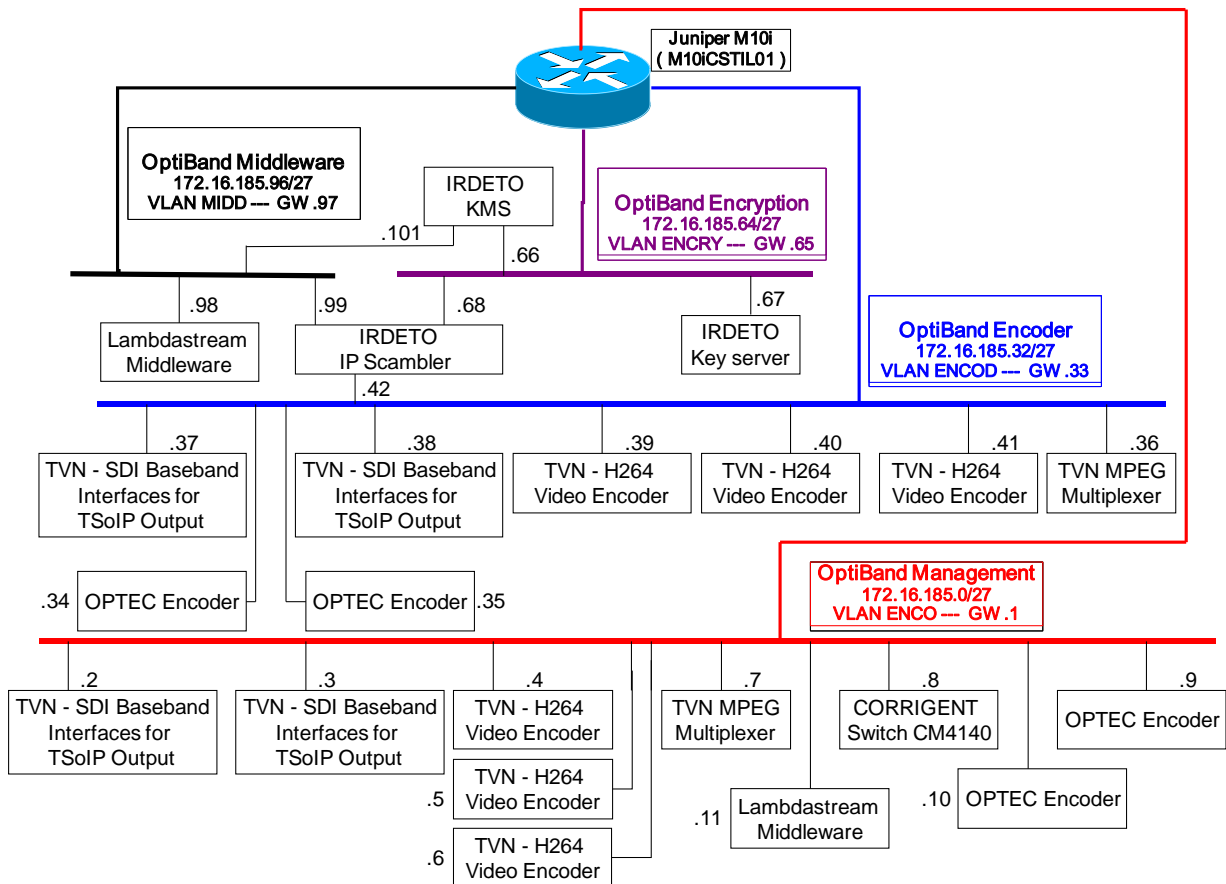 Juniper M10i
( M10iCSTIL01 )
OptiBand Middleware
172.16.185.96/27
VLAN MIDD --- GW .97
IRDETO
KMS
OptiBand Encryption
172.16.185.64/27
VLAN ENCRY --- GW .65
.101
.66
.98
.99
.68
.67
Lambdastream
Middleware
IRDETO
IP Scambler
IRDETO
Key server
OptiBand Encoder
172.16.185.32/27
VLAN ENCOD --- GW .33
.42
.37
.38
.39
.40
.41
.36
TVN - SDI Baseband
Interfaces for
TSoIP Output
TVN - SDI Baseband
Interfaces for
TSoIP Output
TVN - H264
Video Encoder
TVN - H264
Video Encoder
TVN - H264
Video Encoder
TVN MPEG
Multiplexer
.34
OPTEC Encoder
OPTEC Encoder
.35
OptiBand Management
172.16.185.0/27
VLAN ENCO --- GW .1
.2
.3
.4
.7
.8
.9
TVN - SDI Baseband
Interfaces for
TSoIP Output
TVN - SDI Baseband
Interfaces for
TSoIP Output
TVN - H264
Video Encoder
TVN MPEG
Multiplexer
CORRIGENT
Switch CM4140
OPTEC Encoder
.5
TVN - H264
Video Encoder
.11
Lambdastream
Middleware
.10
OPTEC Encoder
.6
TVN - H264
Video Encoder